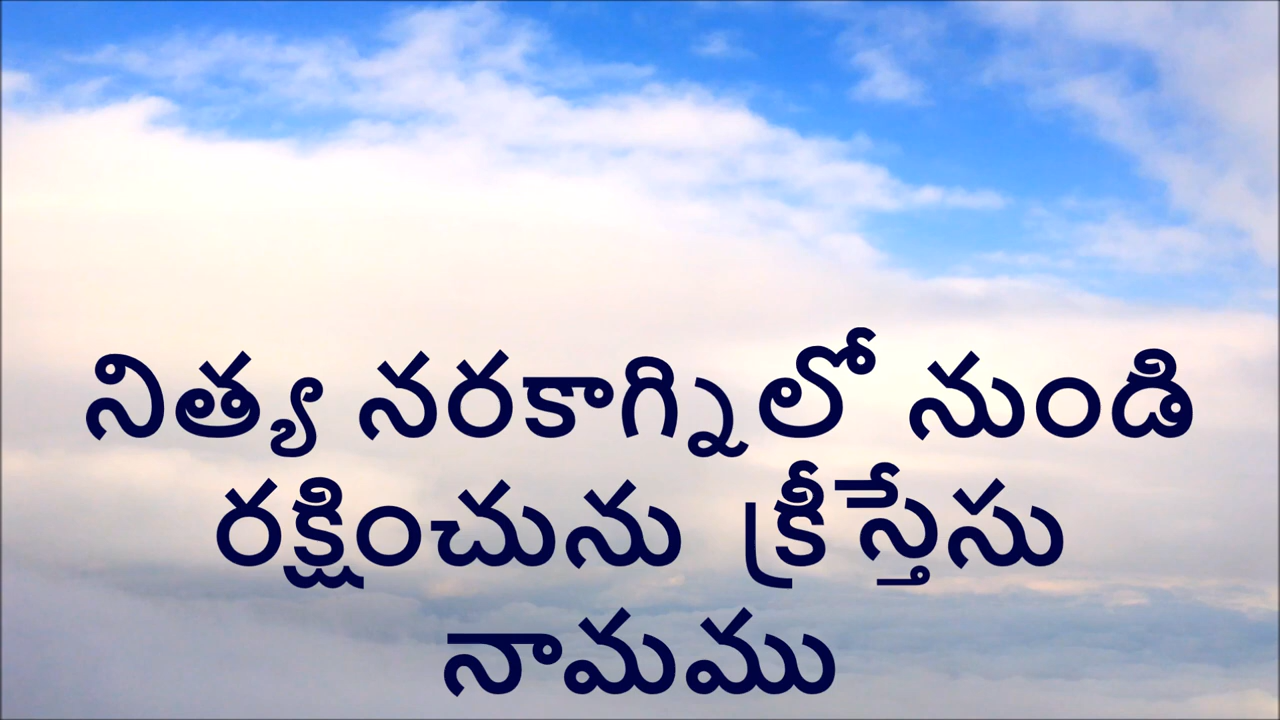 నిత్య నరకాగ్నిలో నుండి
రక్షించును క్రీస్తేసు
నామము